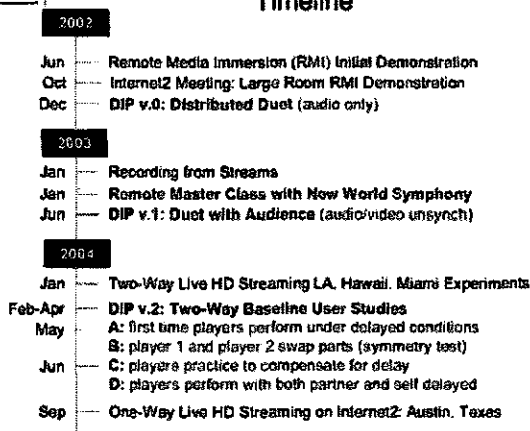 Timeline
2002
Jun Remote Media Immersion (RMI) Initial Demonstration
Oct Internet2 Meeting: Large Room RMI Demonstration
Dec DIP v.0: Distributed Duet (audio only)
2003
Jan Recording from Streams
Jan Remote Master Class with New World Symphony
Jun DIP v.1: Duet with Audience (audio/video unsynch)
2004
Jan Two-Way Live HD Streaming LA, Hawaii, Miami Experiments
Feb-Apr DIP v.2: Two-Way Baseline User Studies
May A: first time players perform under delayed conditions
B: player 1 and player 2 swap parts (symmetry test)
Jun C: players practice to compensate for delay
D: players perform with both partner and self delayed
Sep One-Way Live HD Streaming on Internet2: Austin, Texas